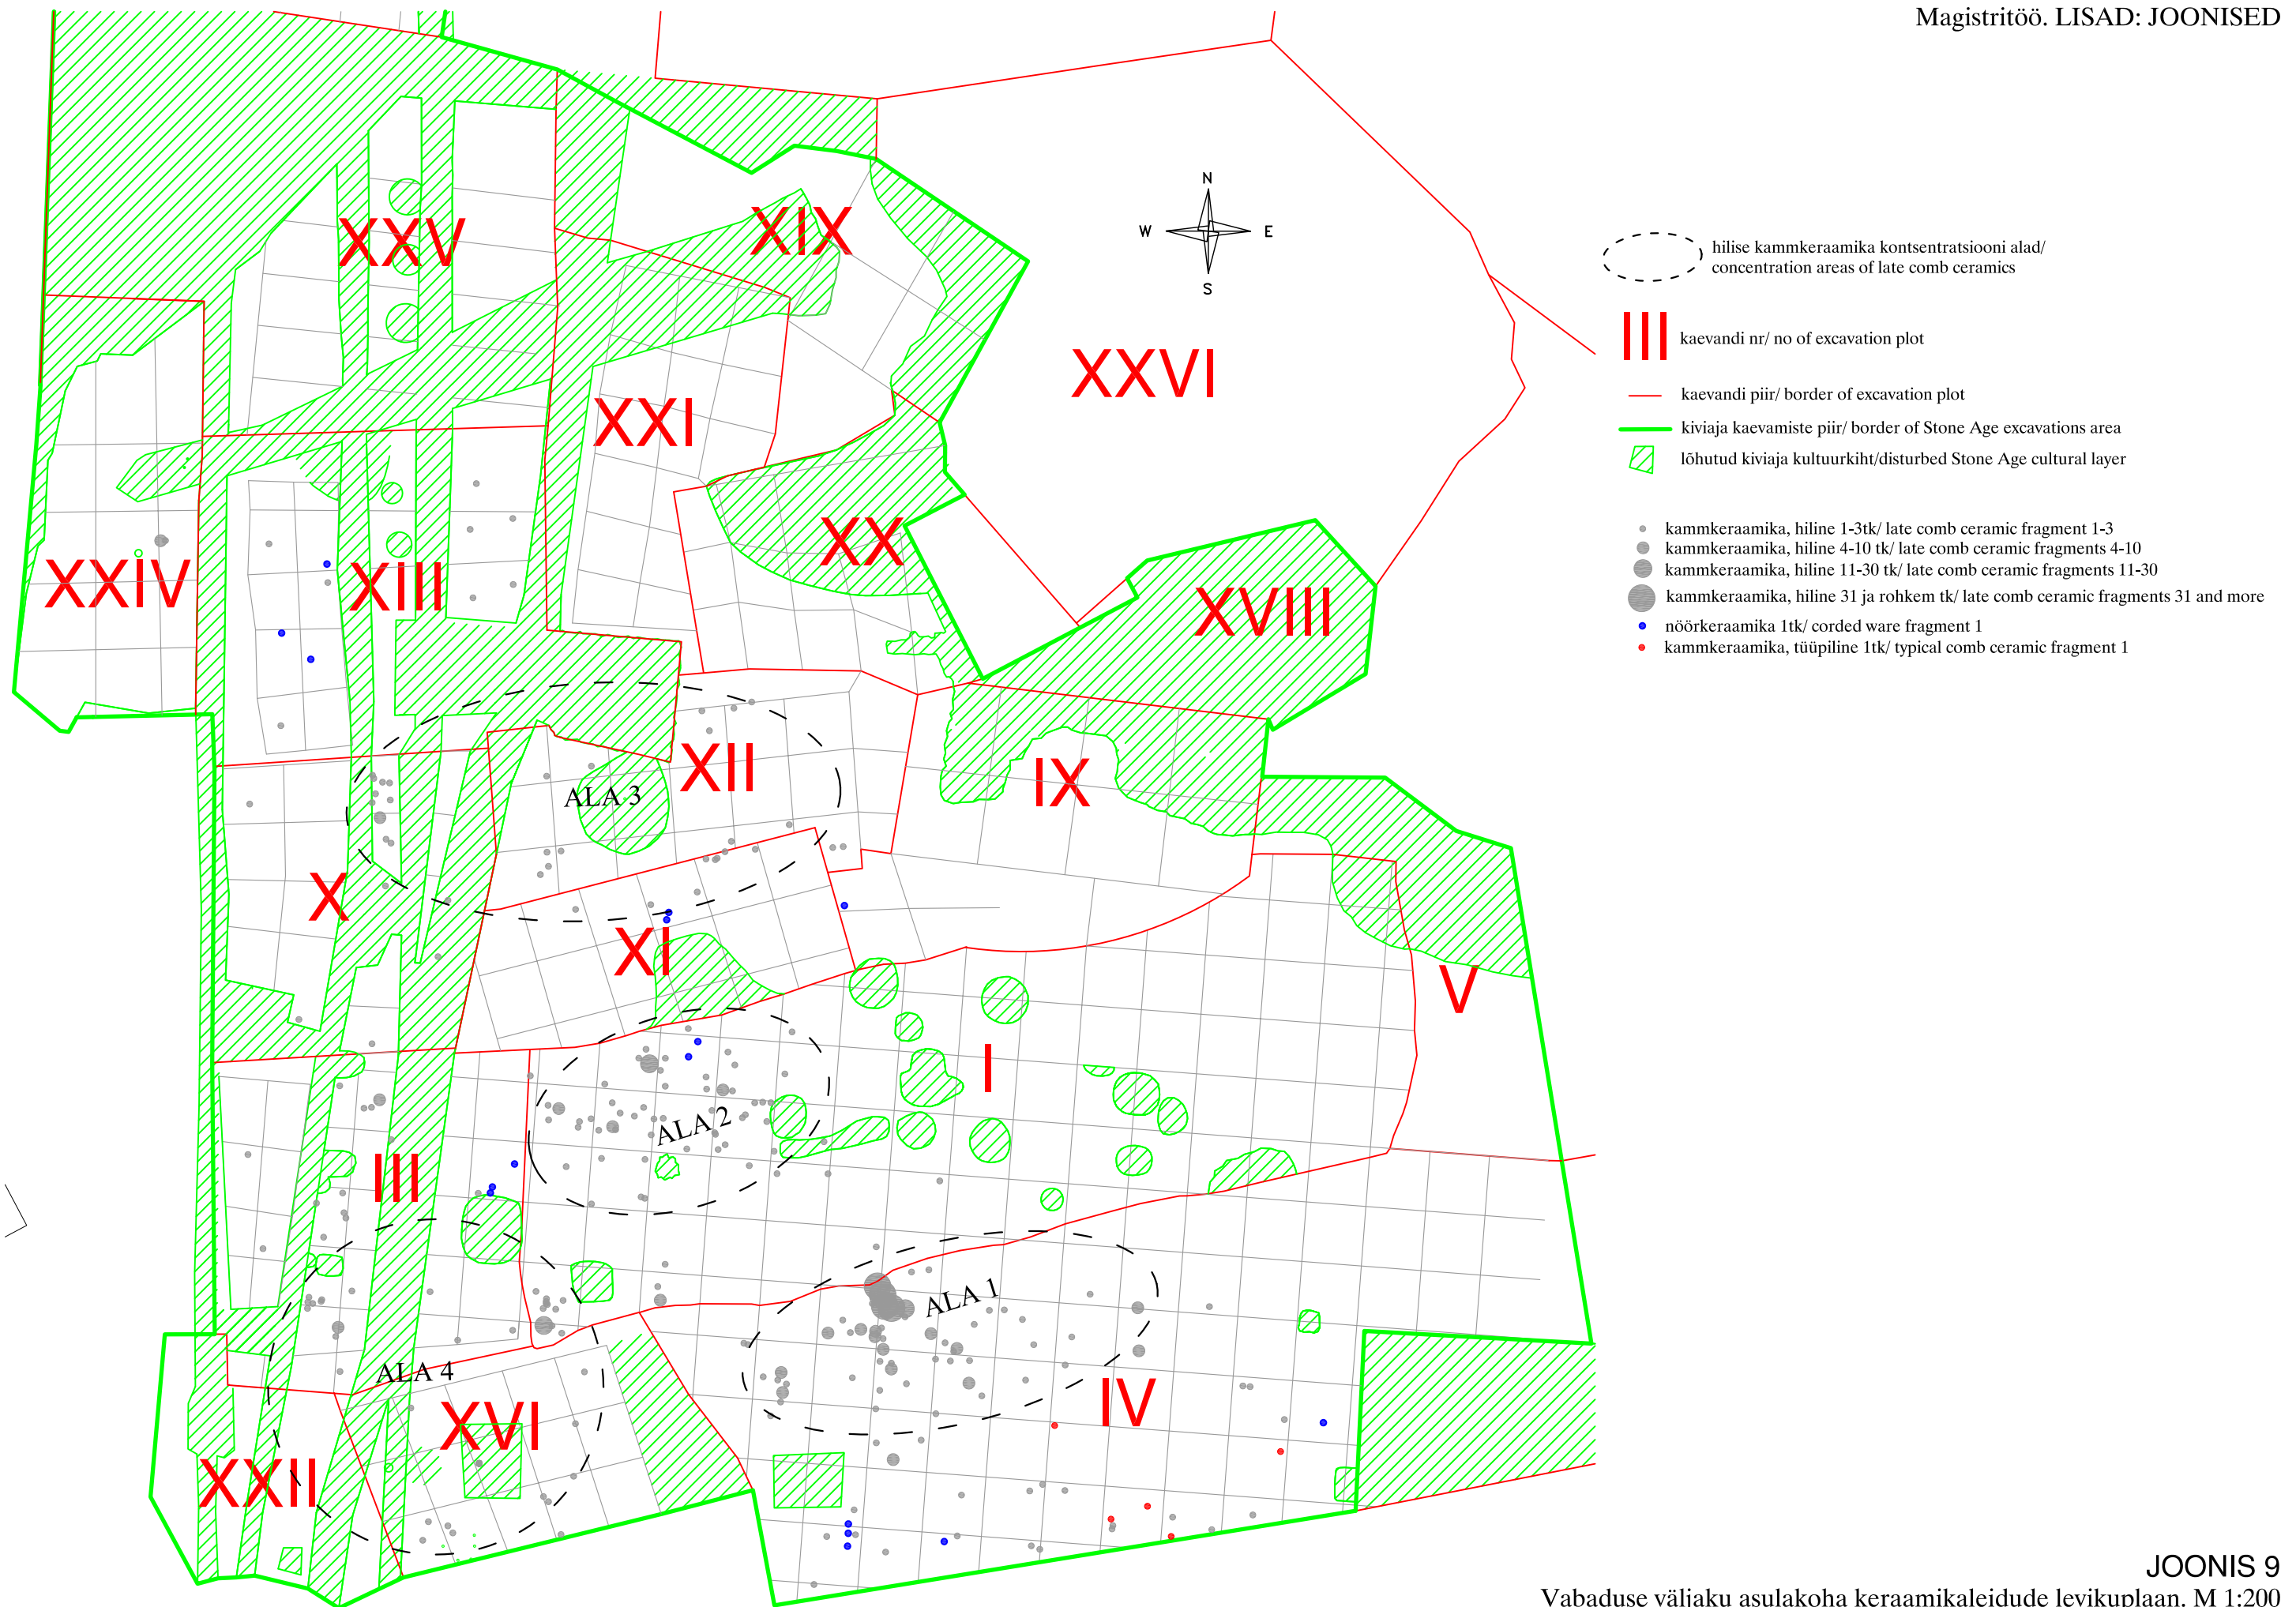 Magistritöö. LISAD: JOONISED
N
W E
S
XXV
XIX
XXVI
XXI
XX
XXIV
XIII
XVIII
XII
IX
ALA 3
X
XI
V
I
ALA 2
III
ALA 1
ALA 4
IV
XVI
XXII
hilise kammkeraamika kontsentratsiooni alad/
concentration areas of late comb ceramics
III kaevandi nr/ no of excavation plot
kaevandi piir/ border of excavation plot
kiviaja kaevamiste piir/ border of Stone Age excavations area
lõhutud kiviaja kultuurkiht/disturbed Stone Age cultural layer
kammkeraamika, hiline 1-3tk/ late comb ceramic fragment 1-3
kammkeraamika, hiline 4-10 tk/ late comb ceramic fragments 4-10
kammkeraamika, hiline 11-30 tk/ late comb ceramic fragments 11-30
kammkeraamika, hiline 31 ja rohkem tk/ late comb ceramic fragments 31 and more
nöörkeraamika 1tk/ corded ware fragment 1
kammkeraamika, tüüpiline 1tk/ typical comb ceramic fragment 1
JOONIS 9
Vabaduse väljaku asulakoha keraamikaleidude levikuplaan. M 1:200